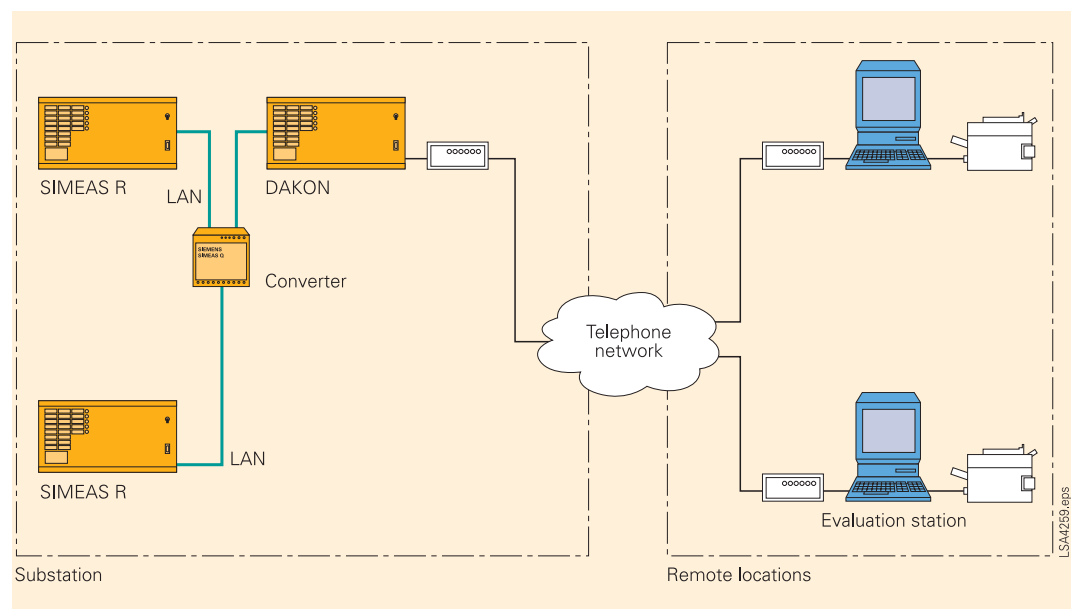 SIMEAS R
LAN
DAKON
SIEMENS
SIMEAS Q
Converter
SIMEAS R
LAN
Substation
Telephone
network
Evaluation station
Remote locations
LSA4259.eps